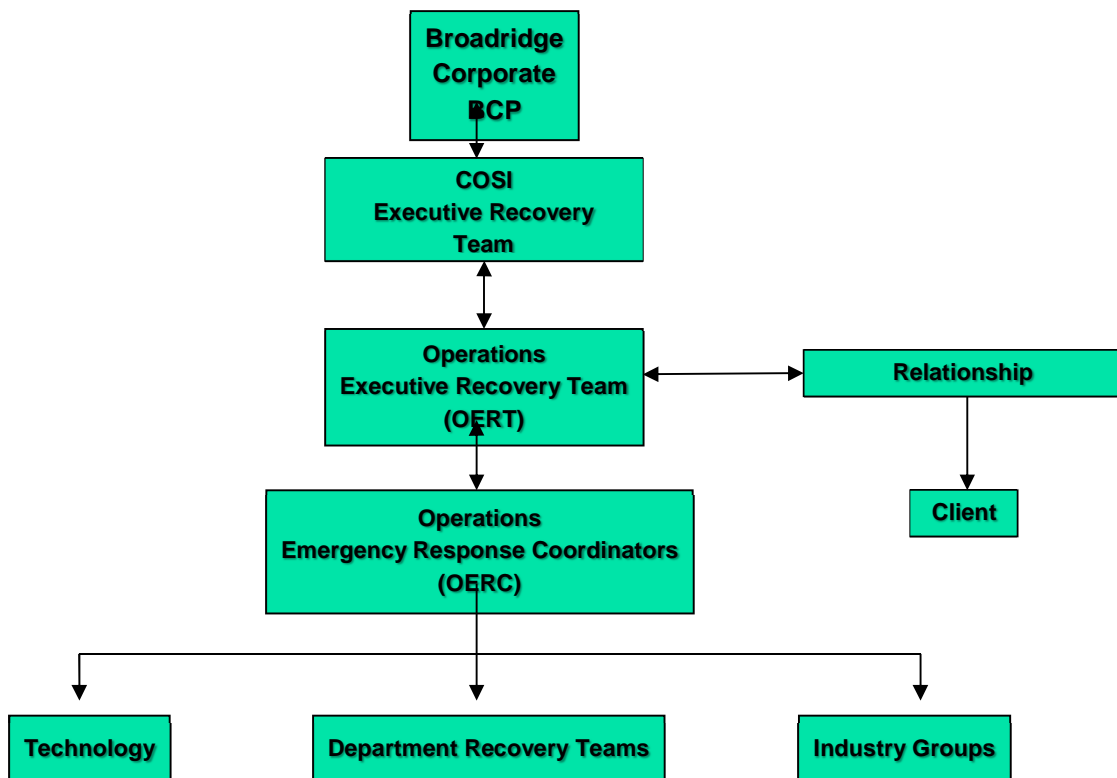 Broadridge
Corporate
BCP
COSI
Executive Recovery
Team
Operations
Executive Recovery Team
(OERT)
Relationship
Operations
Emergency Response Coordinators
(OERC)
Client
Technology
Department Recovery Teams
Industry Groups